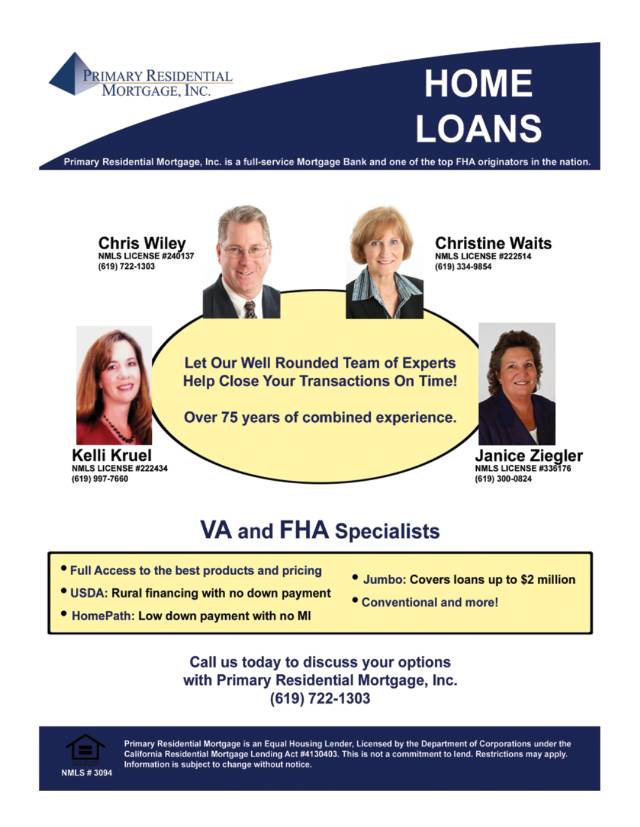 PRIMARY RESIDENTIAL
MORTGAGE, INC.
HOME
LOANS
Primary Residential Mortgage, Inc. is a full-service Mortgage Bank and one of the top FHA originators in the nation.
Chris Wiley
NMLS LICENSE #240137
(619) 722-1303
Christine Waits
NMLS LICENSE #222514
(619) 334-9854
Let Our Well Rounded Team of Experts
Help Close Your Transactions On Time!
Over 75 years of combined experience.
Kelli Kruel
NMLS LICENSE #222434
(619) 997-7660
Janice Ziegler
NMLS LICENSE #336176
(619) 300-0824
VA and FHA Specialists
• Full Access to the best products and pricing
• USDA: Rural financing with no down payment
• HomePath: Low down payment with no MI
• Jumbo: Covers loans up to $2 million
• Conventional and more!
Call us today to discuss your options
with Primary Residential Mortgage, Inc.
(619) 722-1303
NMLS # 3094
Primary Residential Mortgage is an Equal Housing Lender, Licensed by the Department of Corporations under the
California Residential Mortgage Lending Act #4130403. This is not a commitment to lend. Restrictions may apply.
Information is subject to change without notice.